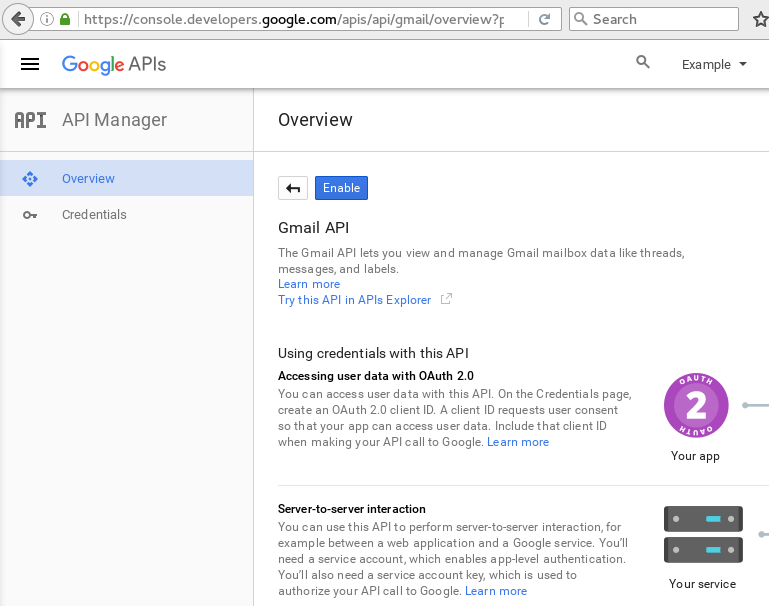 https://console.developers.google.com/apis/api/gmail/overview?p
Search
Google APIs
Example
API
API Manager
Overview
Overview
Credentials
Enable
Gmail API
The Gmail API lets you view and manage Gmail mailbox data like threads,
messages, and labels.
Learn more
Try this API in APIs Explorer
Using credentials with this API
Accessing user data with OAuth 2.0
You can access user data with this API. On the Credentials page,
create an OAuth 2.0 client ID. A client ID requests user consent
so that your app can access user data. Include that client ID
when making your API call to Google. Learn more
OAUTH
2
OAUTH
Your app
Server-to-server interaction
You can use this API to perform server-to-server interaction, for
example between a web application and a Google service. You'll
need a service account, which enables app-level authentication.
You'll also need a service account key, which is used to
authorize your API call to Google. Learn more
Your service